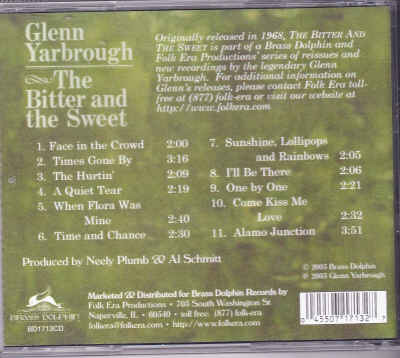 Glenn
Yarbrough
The
Bitter and
the Sweet
Originally released in 1968, THE BITTER AND
THE SWEET is part of a Brass Dolphin and
Folk Era Productions' series of reissues and
new recordings by the legendary Glenn
Yarbrough. For additional information on
Glenn's releases, please contact Folk Era toll-
free at (877) folk-era or visit our website at
http://www.folkera.com
1. Face in the Crowd 2:00
2. Times Gone By 3:16
3. The Hurtin' 2:09
4. A Quiet Tear 2:19
5. When Flora Was
Mine 2:40
6. Time and Chance 2:30
7. Sunshine, Lollipops
and Rainbows 2:05
8. I'll Be There 2:06
9. One by One 2:21
10. Come Kiss Me
Love 2:32
11. Alamo Junction 3:51
Produced by Neely Plumb & Al Schmitt
© 2005 Brass Dolphin
℗ 2005 Glenn Yarbrough
BRASS DOLPHIN
BD1713CD
Marketed & Distributed for Brass Dolphin Records by
Folk Era Productions • 705 South Washington St
Naperville, IL • 60540 • toll free: (877) folk-era
folkera@folkera.com • http://www.folkera.com
0 45507 17132 7